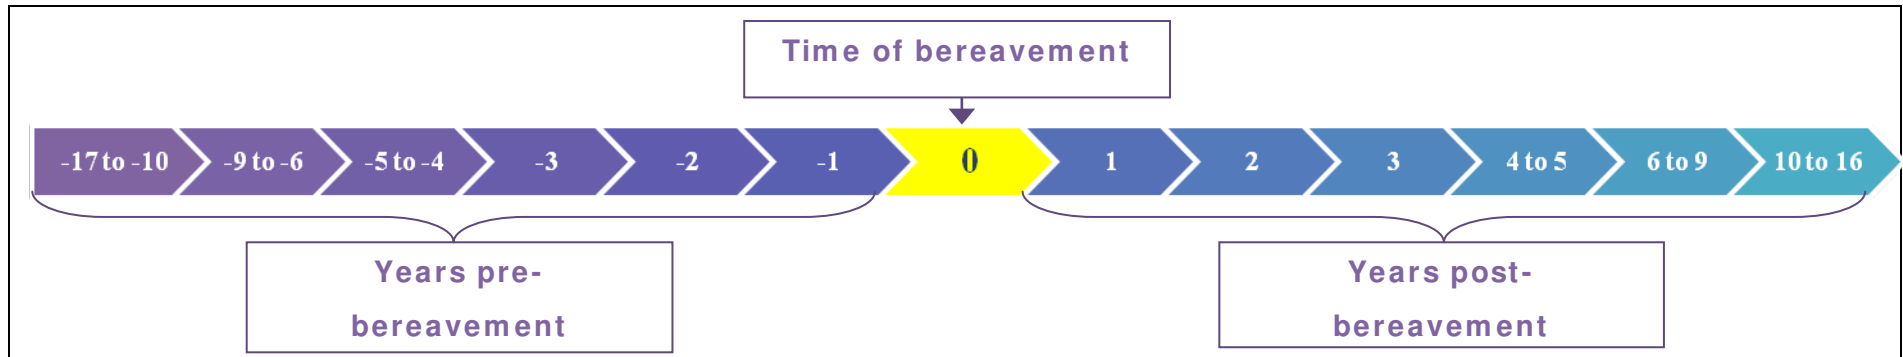 Time of bereavement
-17 to -10 -9 to -6 -5 to -4 -3 -2 -1 0 1 2 3 4 to 5 6 to 9 10 to 16
Years pre-
bereavement
Years post-
bereavement